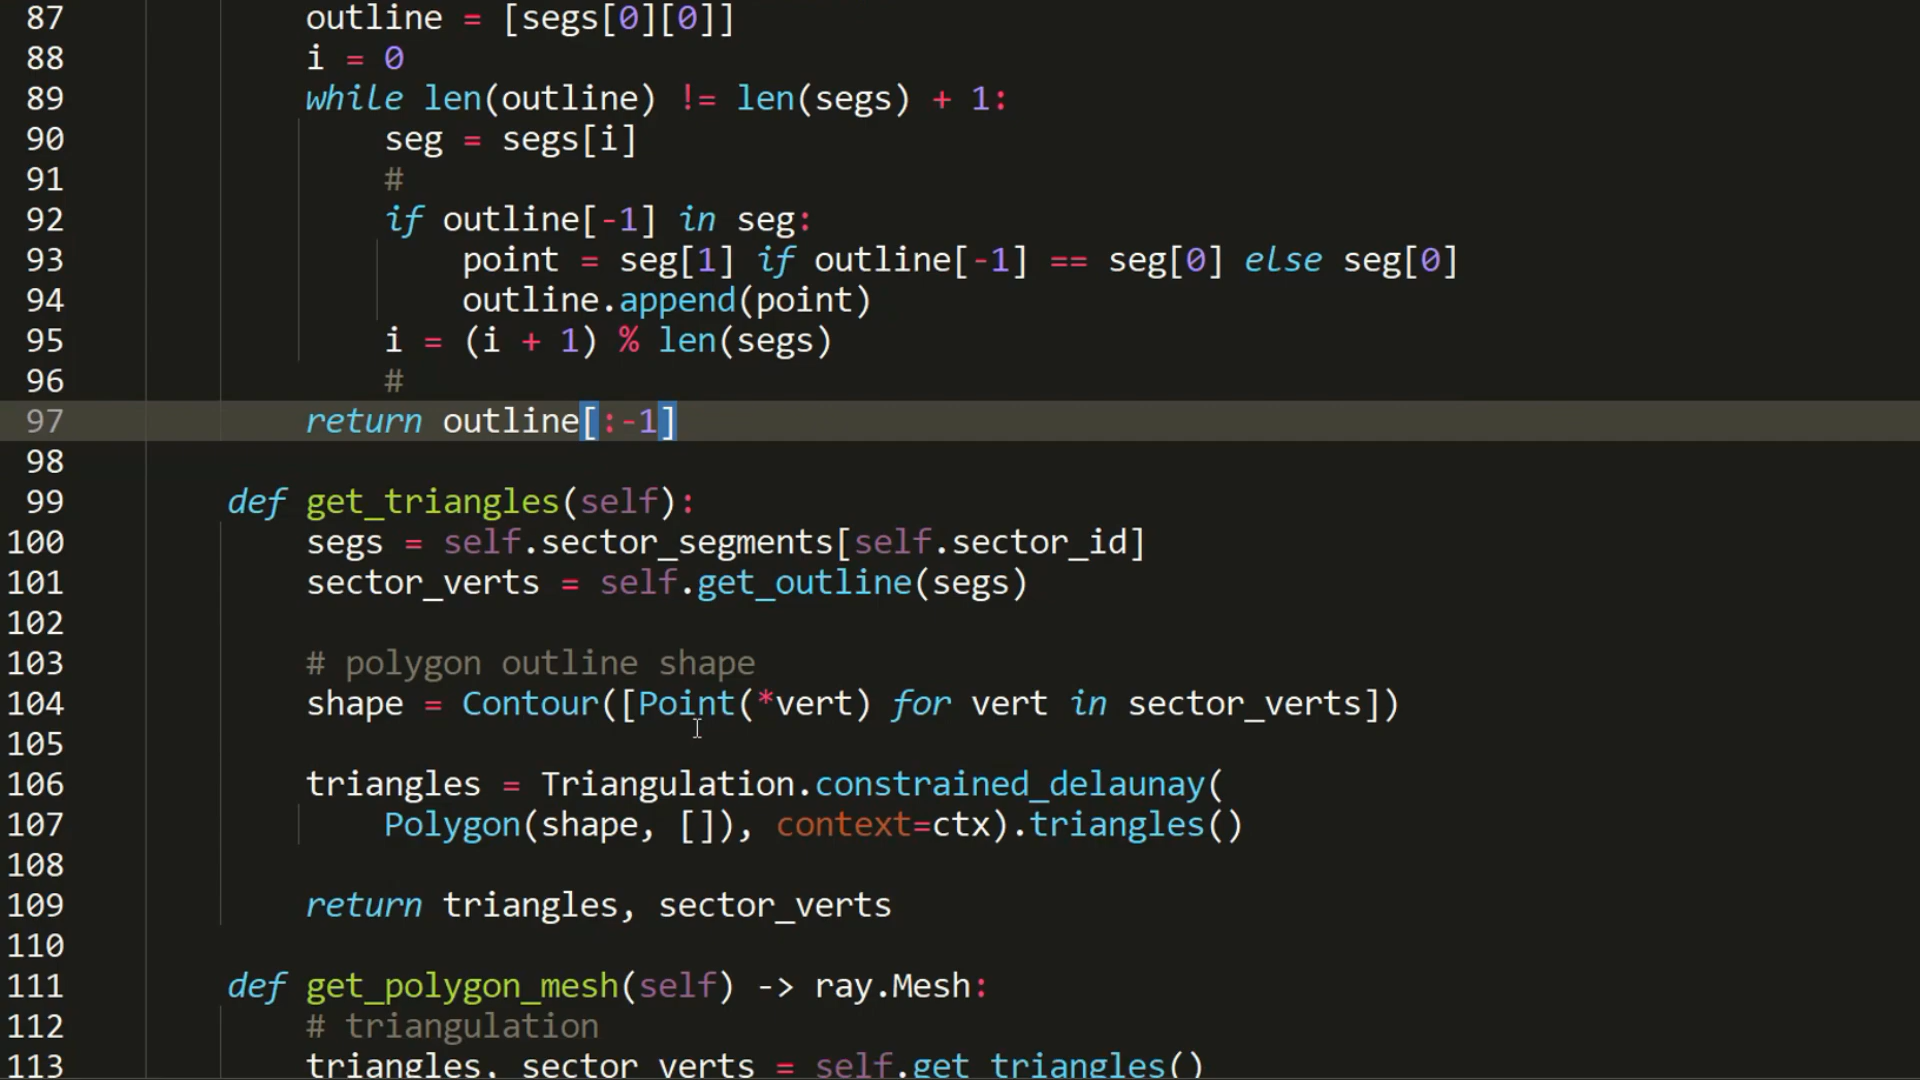 87 outline = [segs[0][0]]
88 i = 0
89 while len(outline) != len(segs) + 1:
90 seg = segs[i]
91 #
92 if outline[-1] in seg:
93 point = seg[1] if outline[-1] == seg[0] else seg[0]
94 outline.append(point)
95 i = (i + 1) % len(segs)
96 #
97 return outline[:-1]
98
99 def get_triangles(self):
100 segs = self.sector_segments[self.sector_id]
101 sector_verts = self.get_outline(segs)
102
103 # polygon outline shape
104 shape = Contour([Point(*vert) for vert in sector_verts])
105
106 triangles = Triangulation.constrained_delaunay(
107 Polygon(shape, []), context=ctx).triangles()
108
109 return triangles, sector_verts
110
111 def get_polygon_mesh(self) -> ray.Mesh:
112 # triangulation
113 triangles, sector_verts = self.get_triangles()